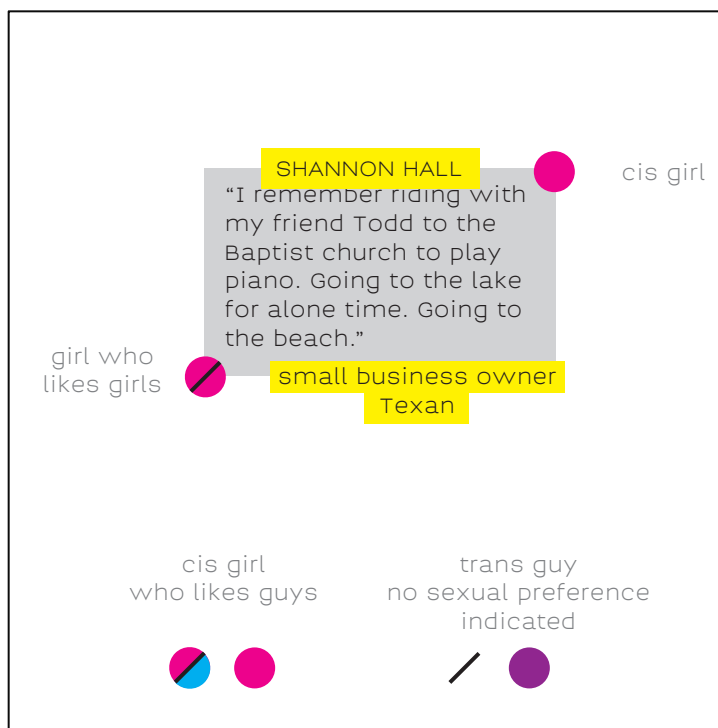 SHANNON HALL
cis girl
“I remember riding with
my friend Todd to the
Baptist church to play
piano. Going to the lake
for alone time. Going to
the beach.”
girl who
likes girls
small business owner
Texan
cis girl
who likes guys
trans guy
no sexual preference
indicated